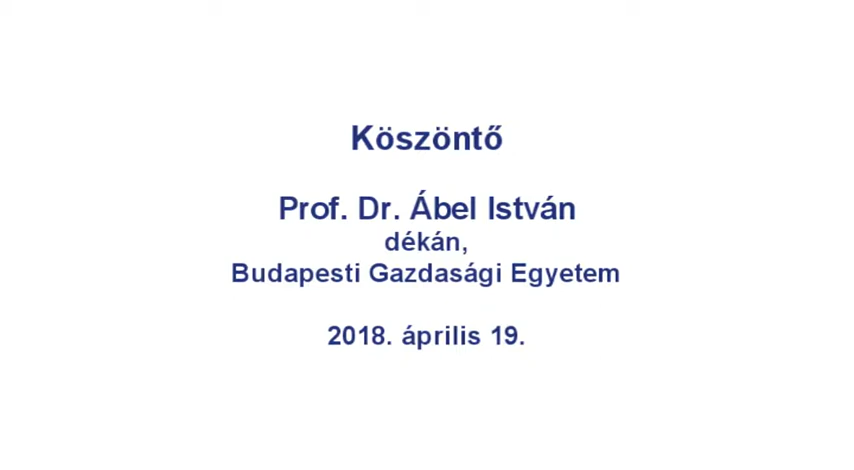 Köszöntő
Prof. Dr. Ábel István
dékán,
Budapesti Gazdasági Egyetem
2018. április 19.